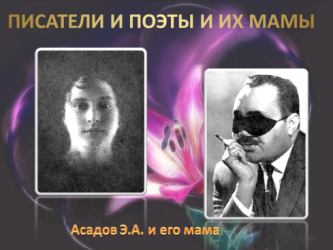 ПИСАТЕЛИ И ПОЭТЫ И ИХ МАМЫ
Асадов Э.А. и его мама